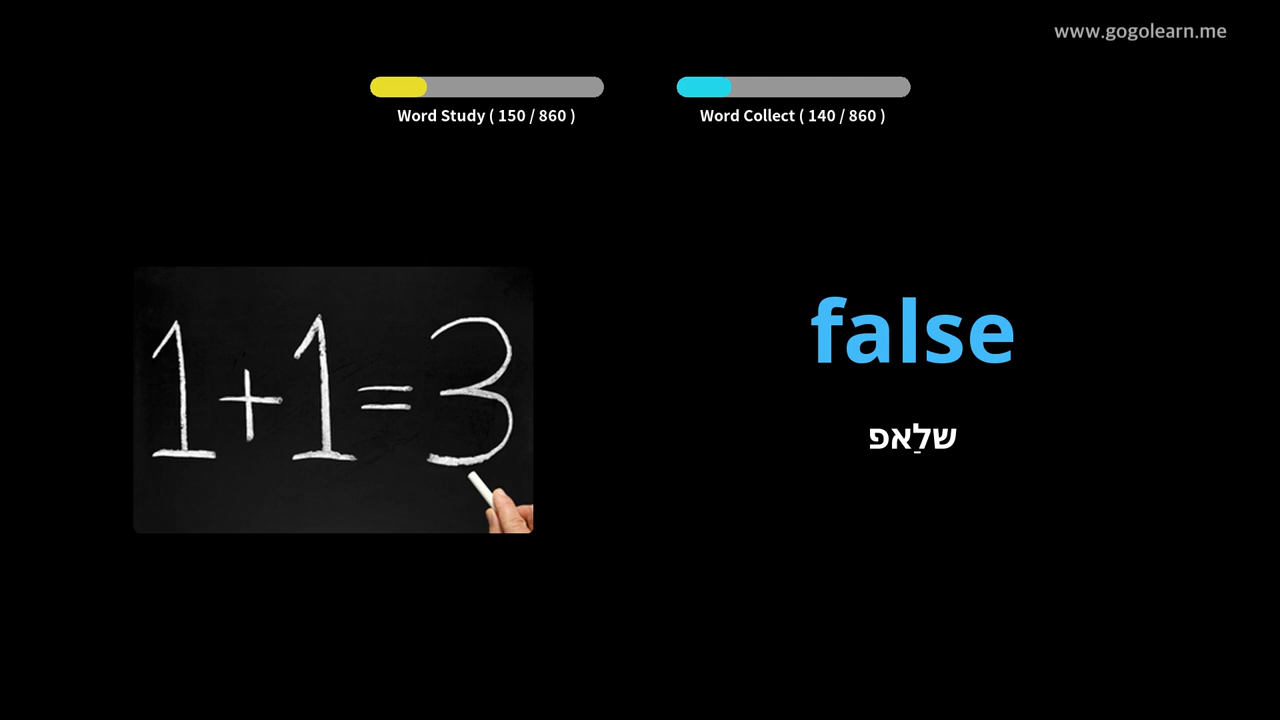 www.gogolearn.me
Word Study ( 150 / 860 )
Word Collect ( 140 / 860 )
1+1=3
false
שלַאפ